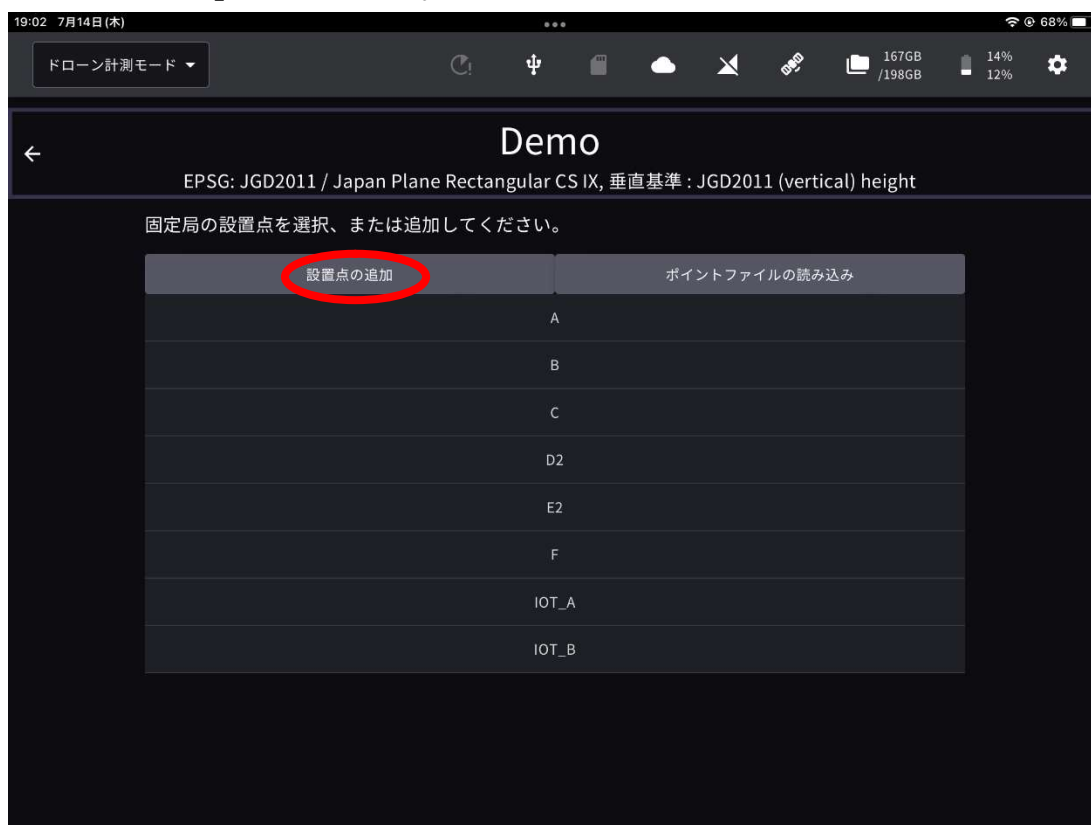 19:02 7月14日(木)
68%
ドローン計測モード
167GB
/198GB
14%
12%
Demo
EPSG: JGD2011 / Japan Plane Rectangular CS IX, 垂直基準 : JGD2011 (vertical) height
固定局の設置点を選択、または追加してください。
設置点の追加
ポイントファイルの読み込み
A
B
C
D2
E2
F
IOT_A
IOT_B